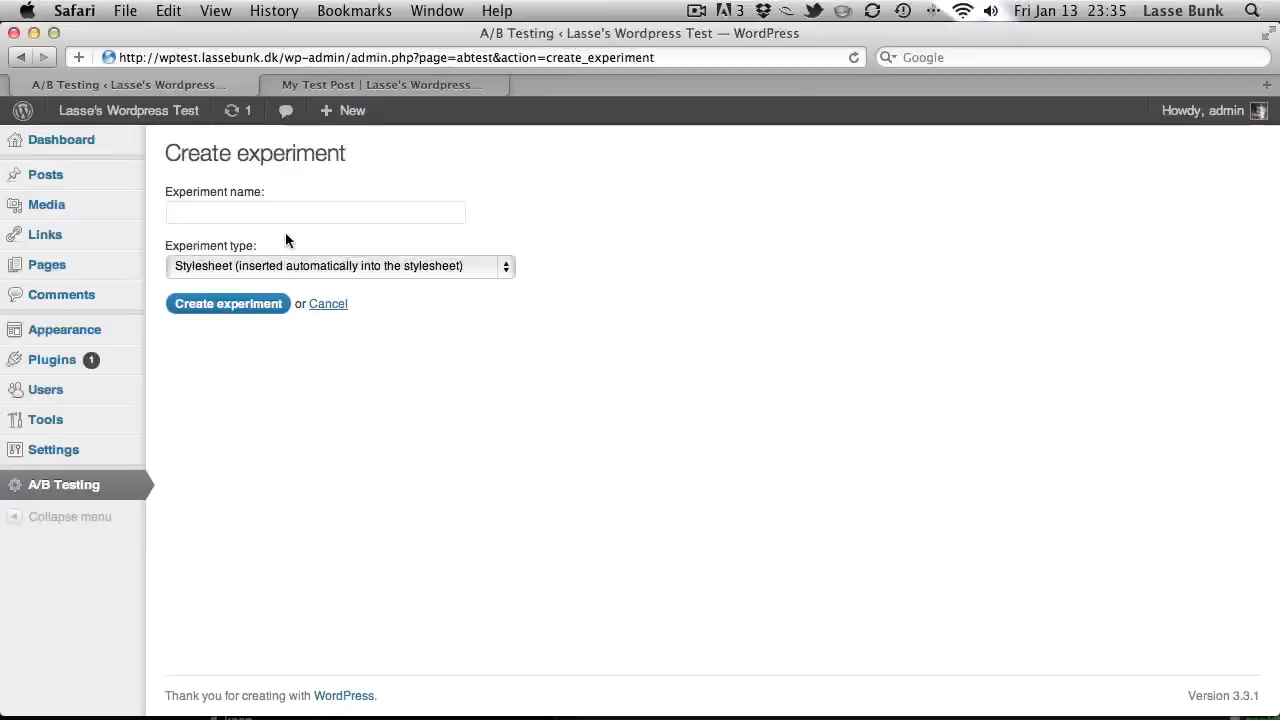 Safari File Edit View History Bookmarks Window Help 3 Fri Jan 13 23:35 Lasse Bunk
A/B Testing ‹ Lasse's Wordpress Test — WordPress
http://wptest.lassebunk.dk/wp-admin/admin.php?page=abtest&action=create_experiment Google
A/B Testing ‹ Lasse's Wordpress... My Test Post | Lasse's Wordpress...
Lasse's Wordpress Test 1 New Howdy, admin
Dashboard
Posts
Media
Links
Pages
Comments
Appearance
Plugins 1
Users
Tools
Settings
A/B Testing
Collapse menu
Create experiment
Experiment name:
Experiment type:
Stylesheet (inserted automatically into the stylesheet)
Create experiment or Cancel
Thank you for creating with WordPress. Version 3.3.1